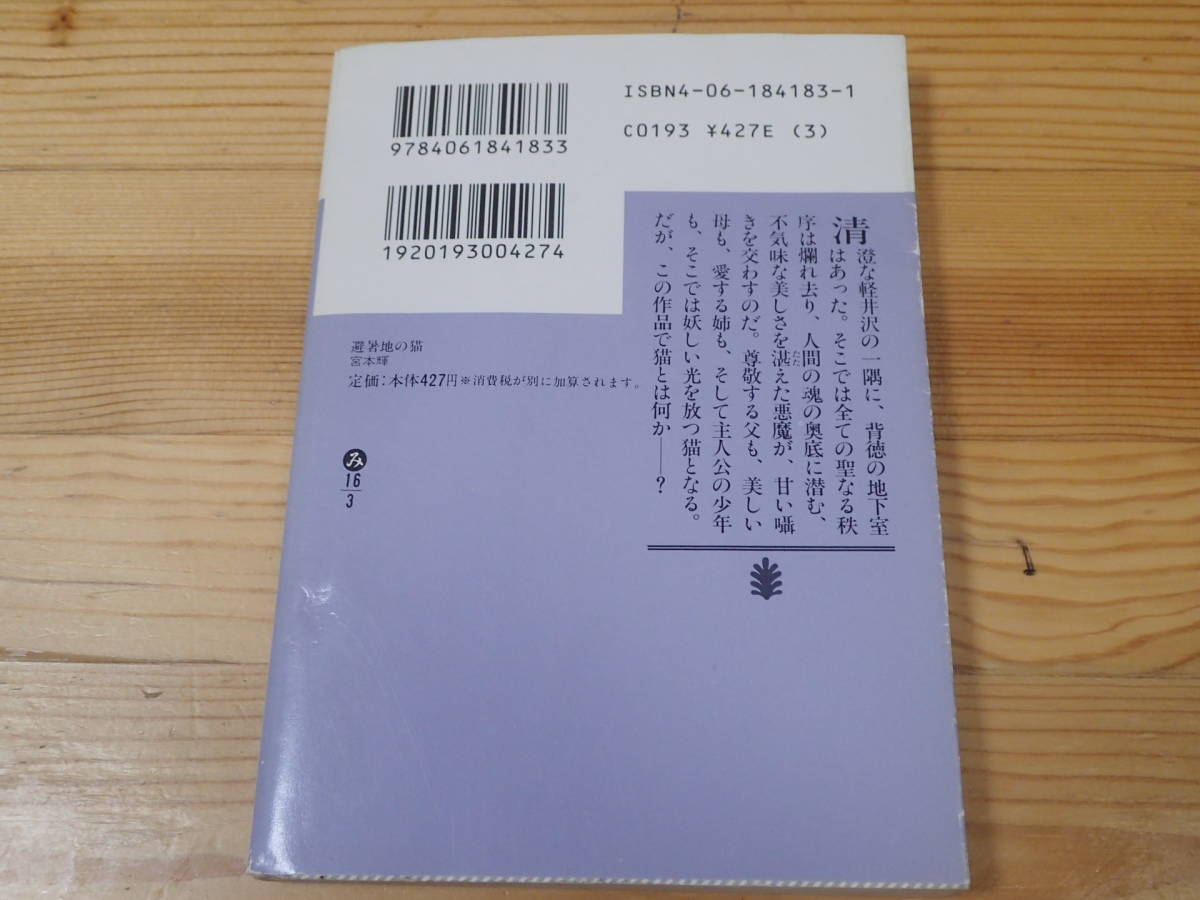 ISBN4-06-184183-1
C0193 ¥427E (3)
9784061841833
1920193004274
避暑地の猫
宮本輝
定価:本体427円※消費税が別に加算されます。
み
16
3
清澄な軽井沢の一隅に、背徳の地下室
はあった。そこでは全ての聖なる秩
序は爛れ去り、人間の魂の奥底に潜む、
不気味な美しさを湛えた悪魔が、甘い囁
たた
きを交わすのだ。尊敬する父も、美しい
母も、愛する姉も、そして主人公の少年
も、そこでは妖しい光を放つ猫となる。
だが、この作品で猫とは何か――?